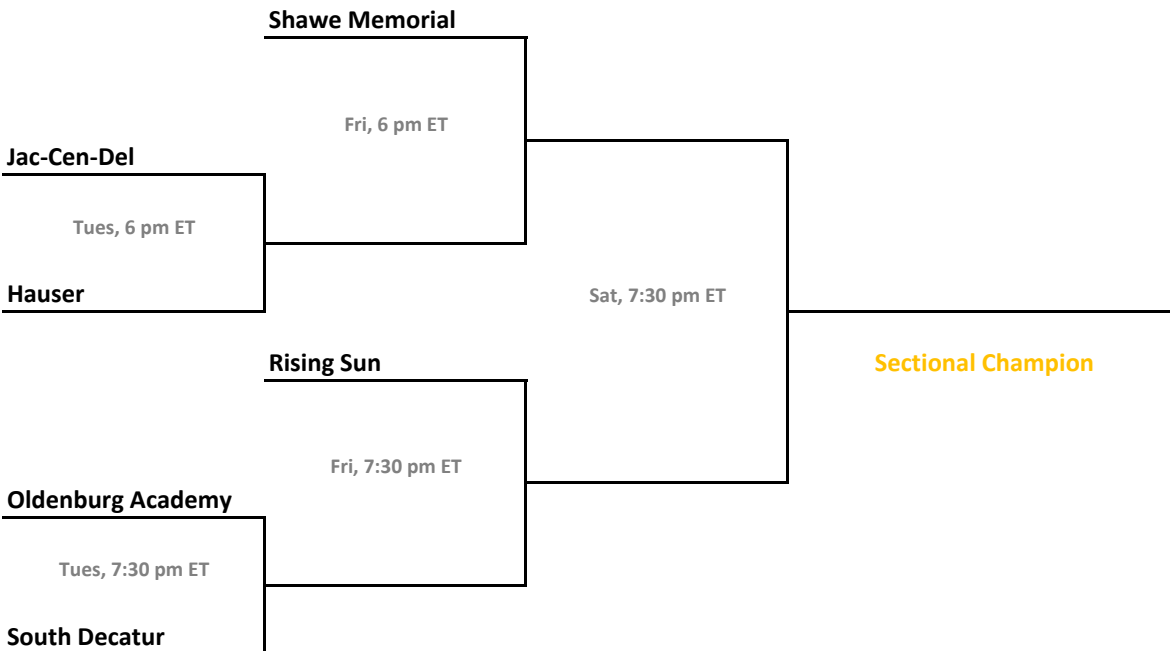 Shawe Memorial
Fri, 6 pm ET
Jac-Cen-Del
Tues, 6 pm ET
Hauser
Sat, 7:30 pm ET
Rising Sun
Sectional Champion
Fri, 7:30 pm ET
Oldenburg Academy
Tues, 7:30 pm ET
South Decatur